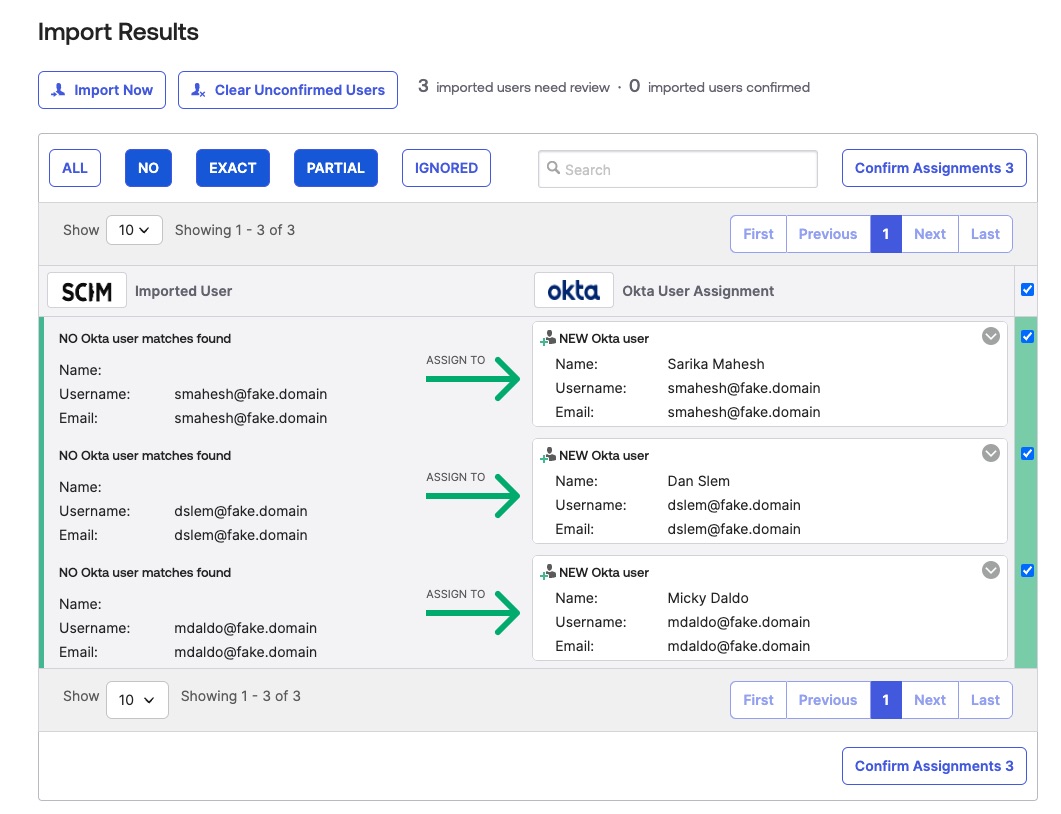 Import Results
Import Now Clear Unconfirmed Users 3 imported users need review · 0 imported users confirmed
ALL NO EXACT PARTIAL IGNORED Search Confirm Assignments 3
Show 10 Showing 1 - 3 of 3 First Previous 1 Next Last
SCIM Imported User okta Okta User Assignment
NO Okta user matches found NEW Okta user
Name: ASSIGN TO Name: Sarika Mahesh
Username: smahesh@fake.domain Username: smahesh@fake.domain
Email: smahesh@fake.domain Email: smahesh@fake.domain
NO Okta user matches found NEW Okta user
Name: ASSIGN TO Name: Dan Slem
Username: dslem@fake.domain Username: dslem@fake.domain
Email: dslem@fake.domain Email: dslem@fake.domain
NO Okta user matches found NEW Okta user
Name: ASSIGN TO Name: Micky Daldo
Username: mdaldo@fake.domain Username: mdaldo@fake.domain
Email: mdaldo@fake.domain Email: mdaldo@fake.domain
Show 10 Showing 1 - 3 of 3 First Previous 1 Next Last
Confirm Assignments 3